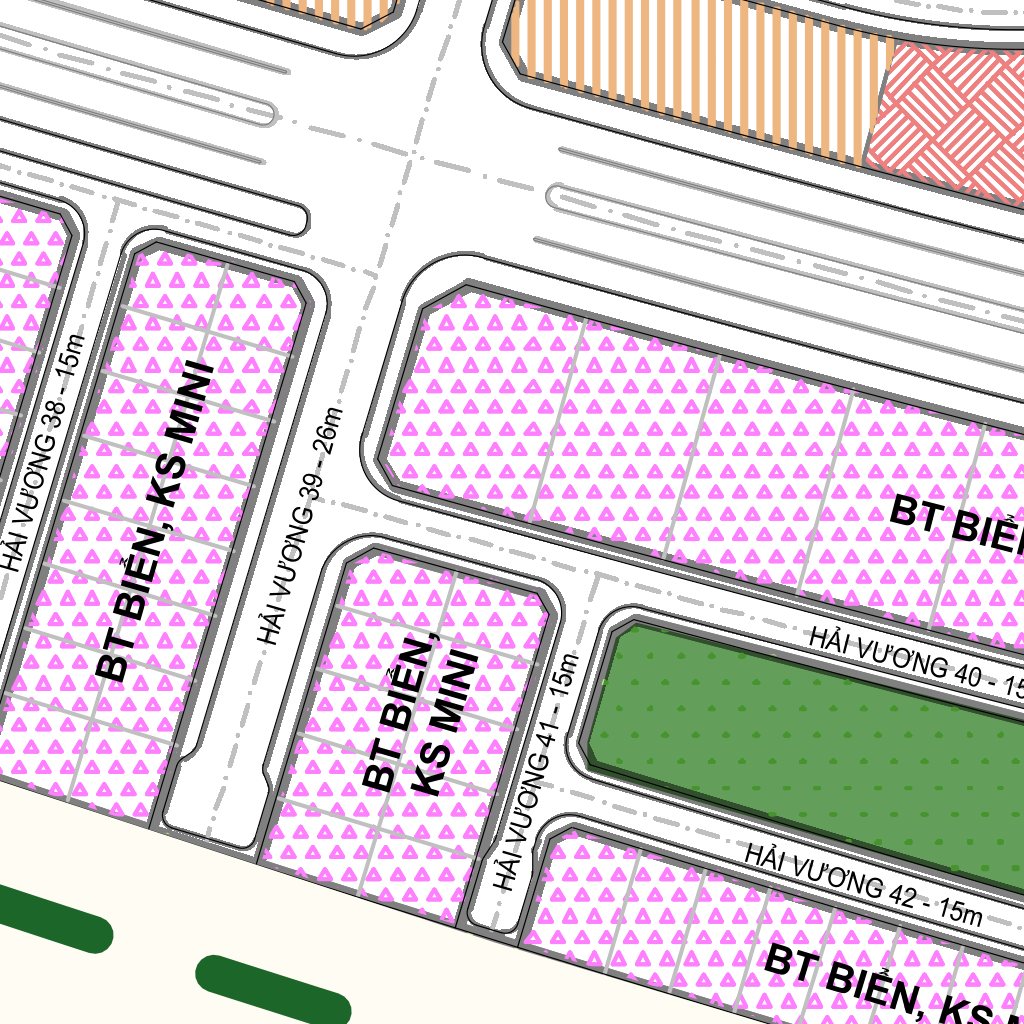 HẢI VƯƠNG 38 - 15m
BT BIỂN, KS MINI
HẢI VƯƠNG 39 - 26m
BT BIỂN,
KS MINI
HẢI VƯƠNG 41 - 15m
BT BIỂN
HẢI VƯƠNG 40 - 15
HẢI VƯƠNG 42 - 15m
BT BIỂN, KS